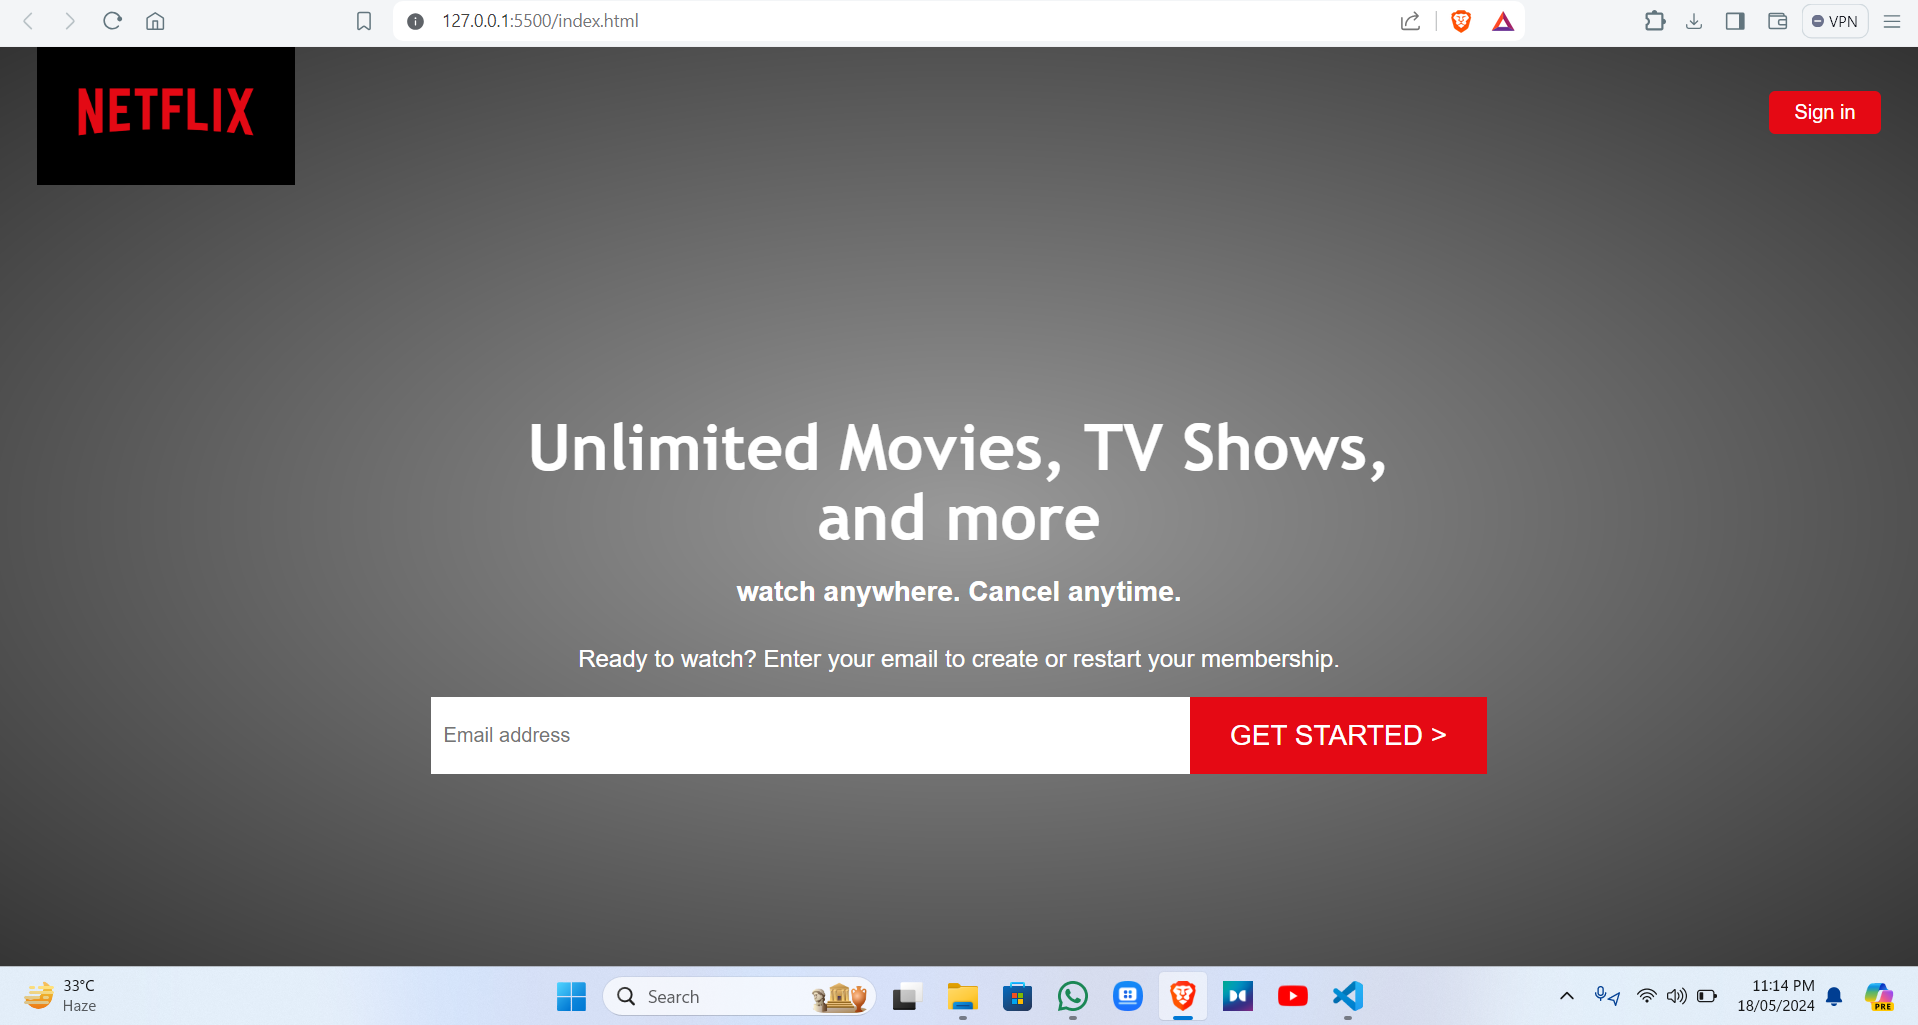 127.0.0.1:5500/index.html
VPN
NETFLIX
Sign in
Unlimited Movies, TV Shows,
and more
watch anywhere. Cancel anytime.
Ready to watch? Enter your email to create or restart your membership.
Email address
GET STARTED >
33°C
Haze
Search
11:14 PM
18/05/2024
PRE